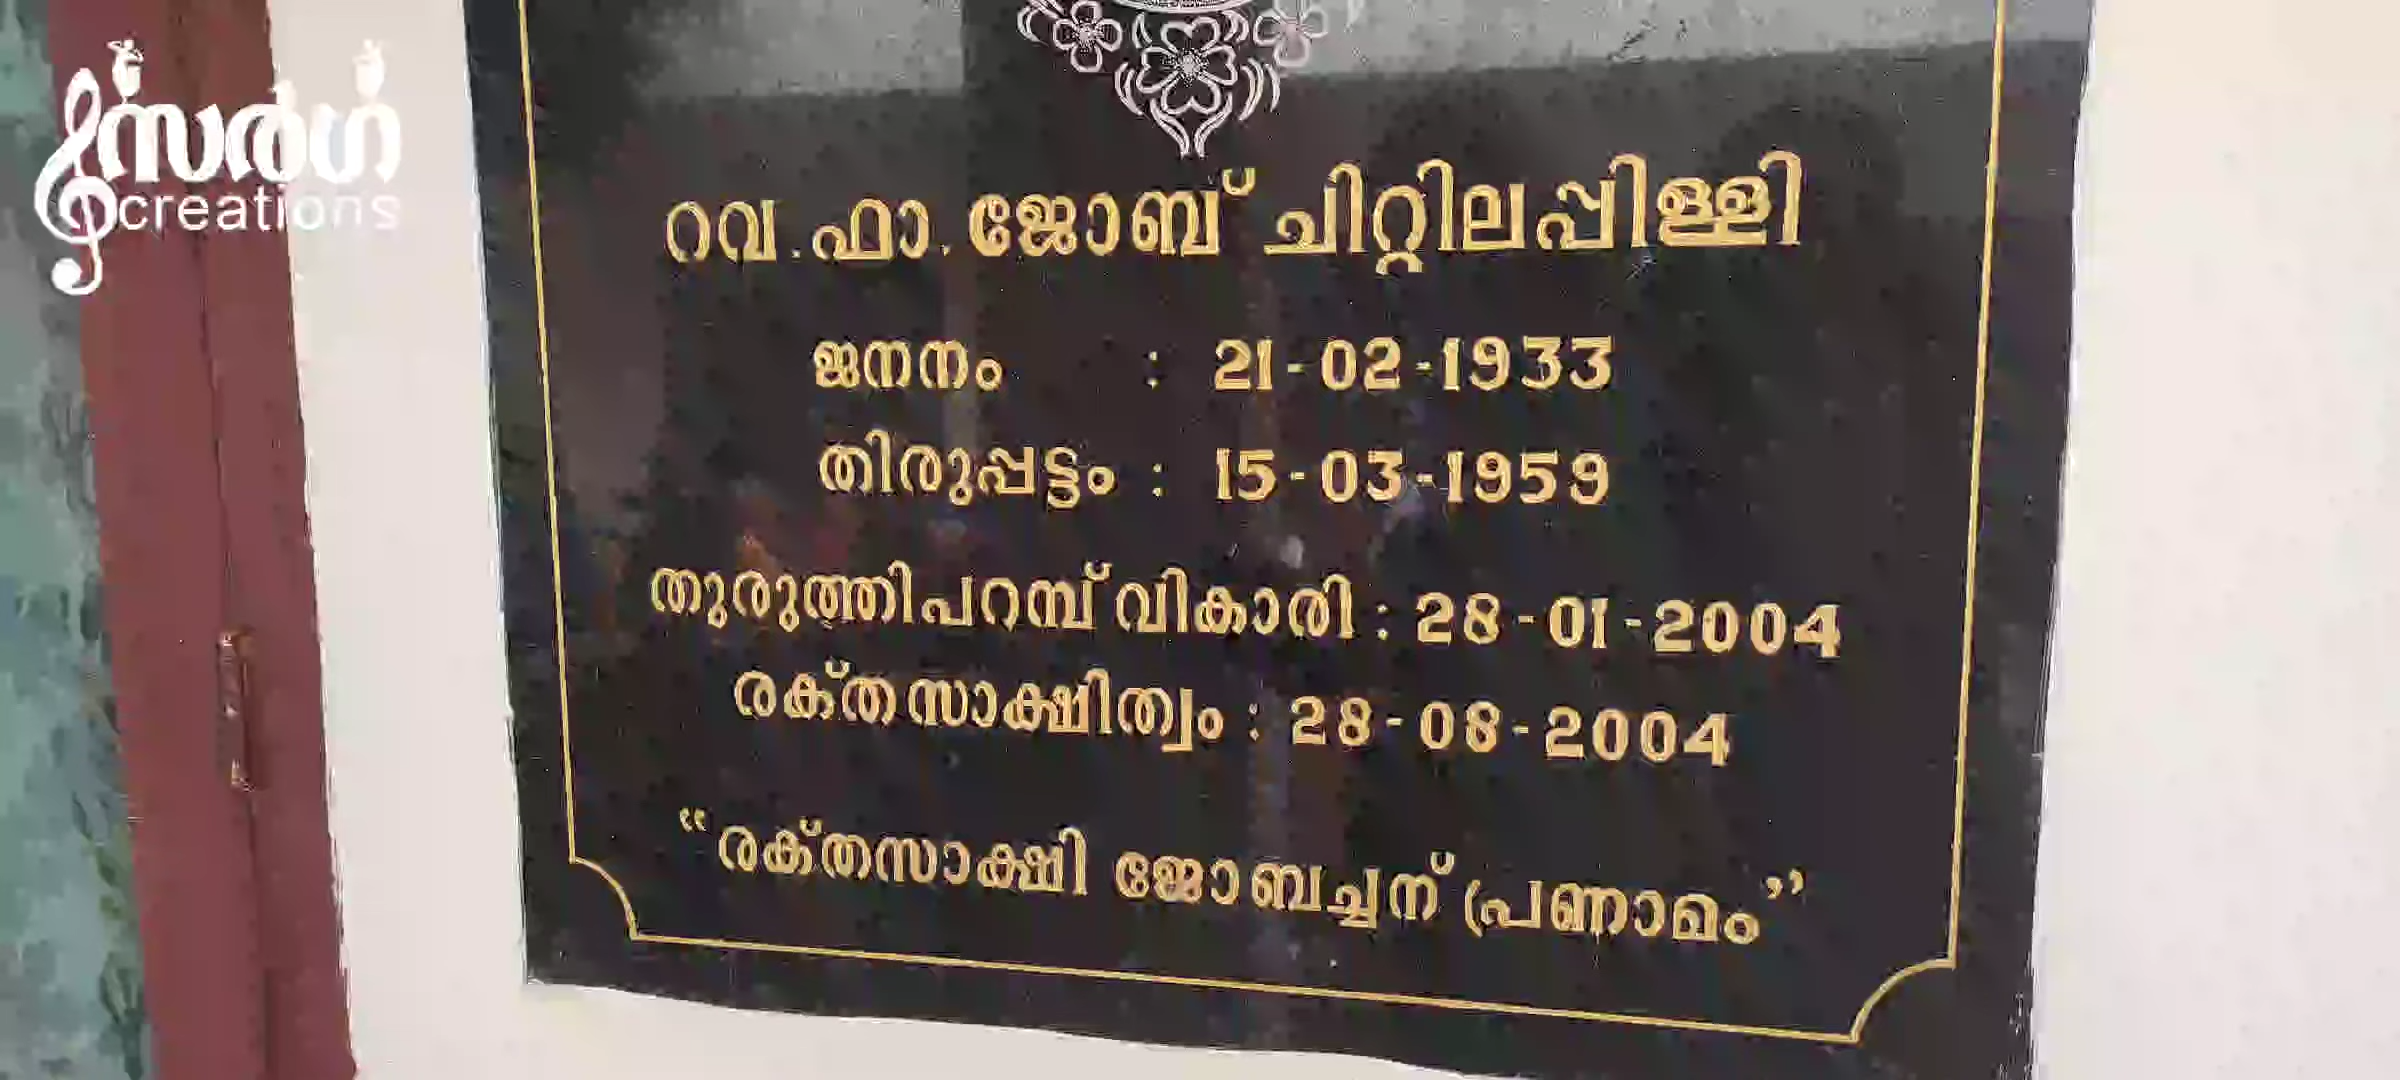 സർഗ
creations
റവ.ഫാ. ജോബ് ചിറ്റിലപ്പിള്ളി
ജനനം : 21-02-1933
തിരുപ്പട്ടം : 15-03-1959
തുരുത്തിപറമ്പ് വികാരി : 28-01-2004
രക്തസാക്ഷിത്വം : 28-08-2004
“രക്തസാക്ഷി ജോബച്ചന് പ്രണാമം”